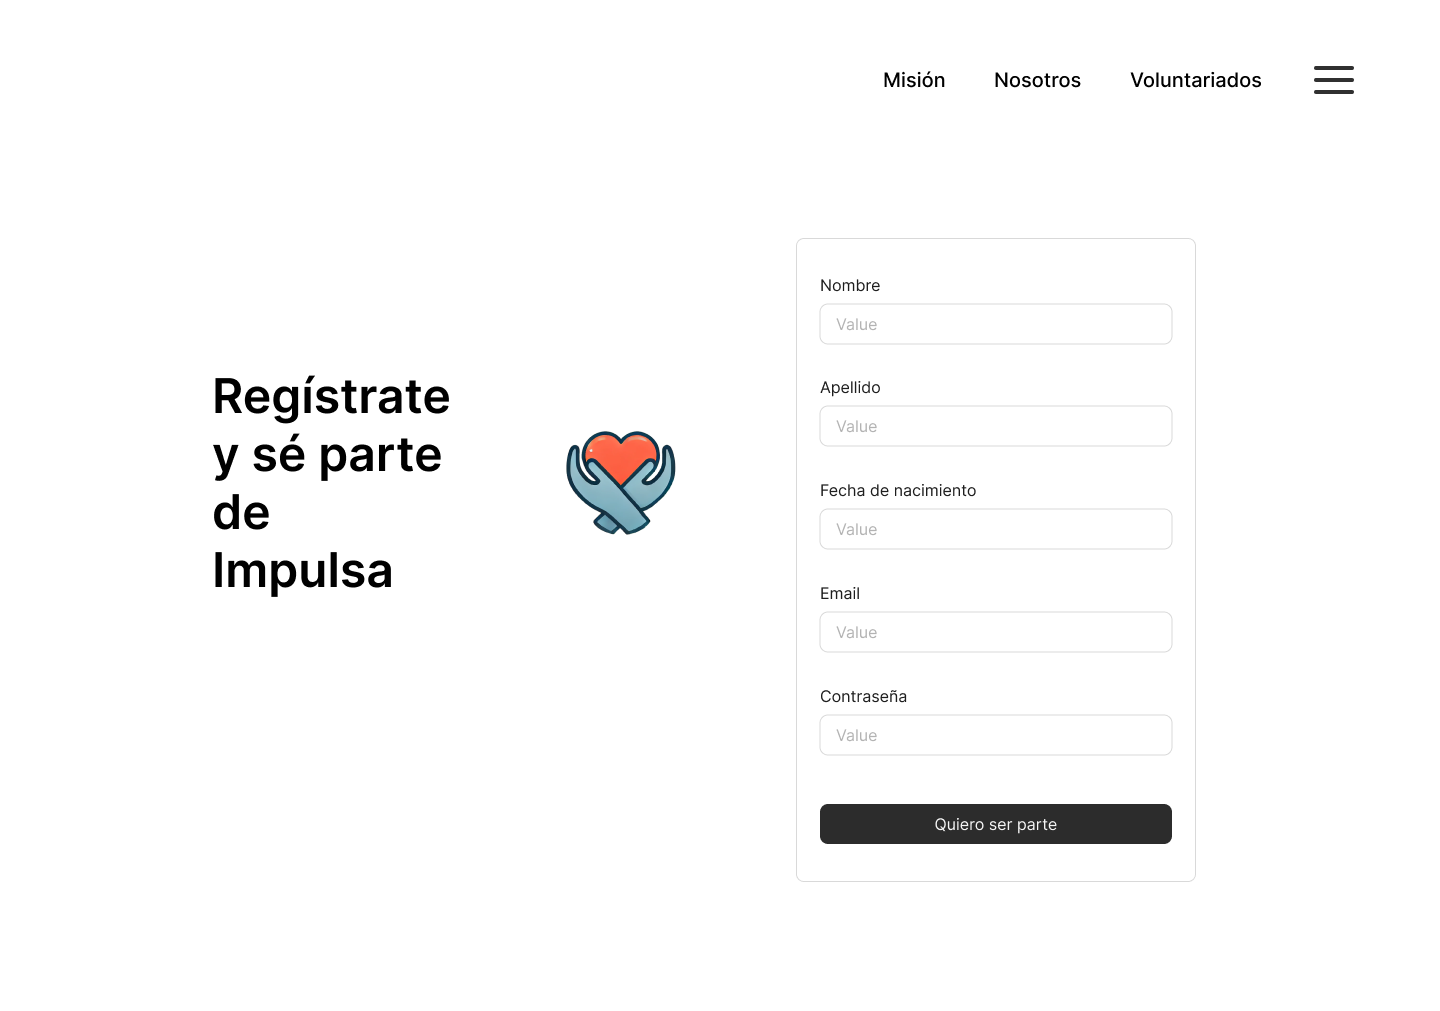 Misión Nosotros Voluntariados
Regístrate
y sé parte
de
Impulsa
Nombre
Value
Apellido
Value
Fecha de nacimiento
Value
Email
Value
Contraseña
Value
Quiero ser parte